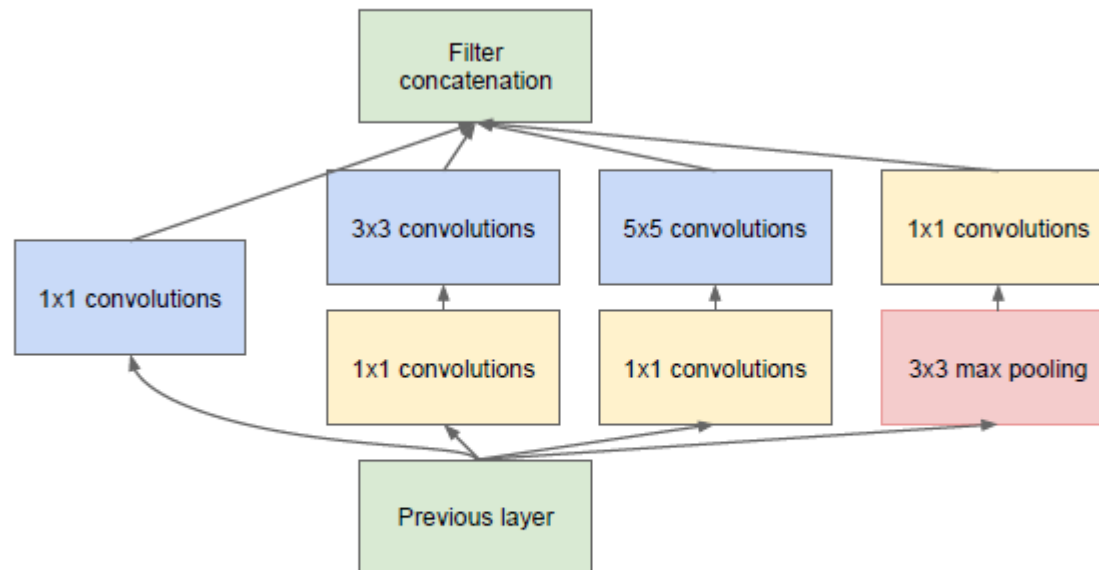 Filter
concatenation
3x3 convolutions
5x5 convolutions
1x1 convolutions
1x1 convolutions
1x1 convolutions
1x1 convolutions
3x3 max pooling
Previous layer